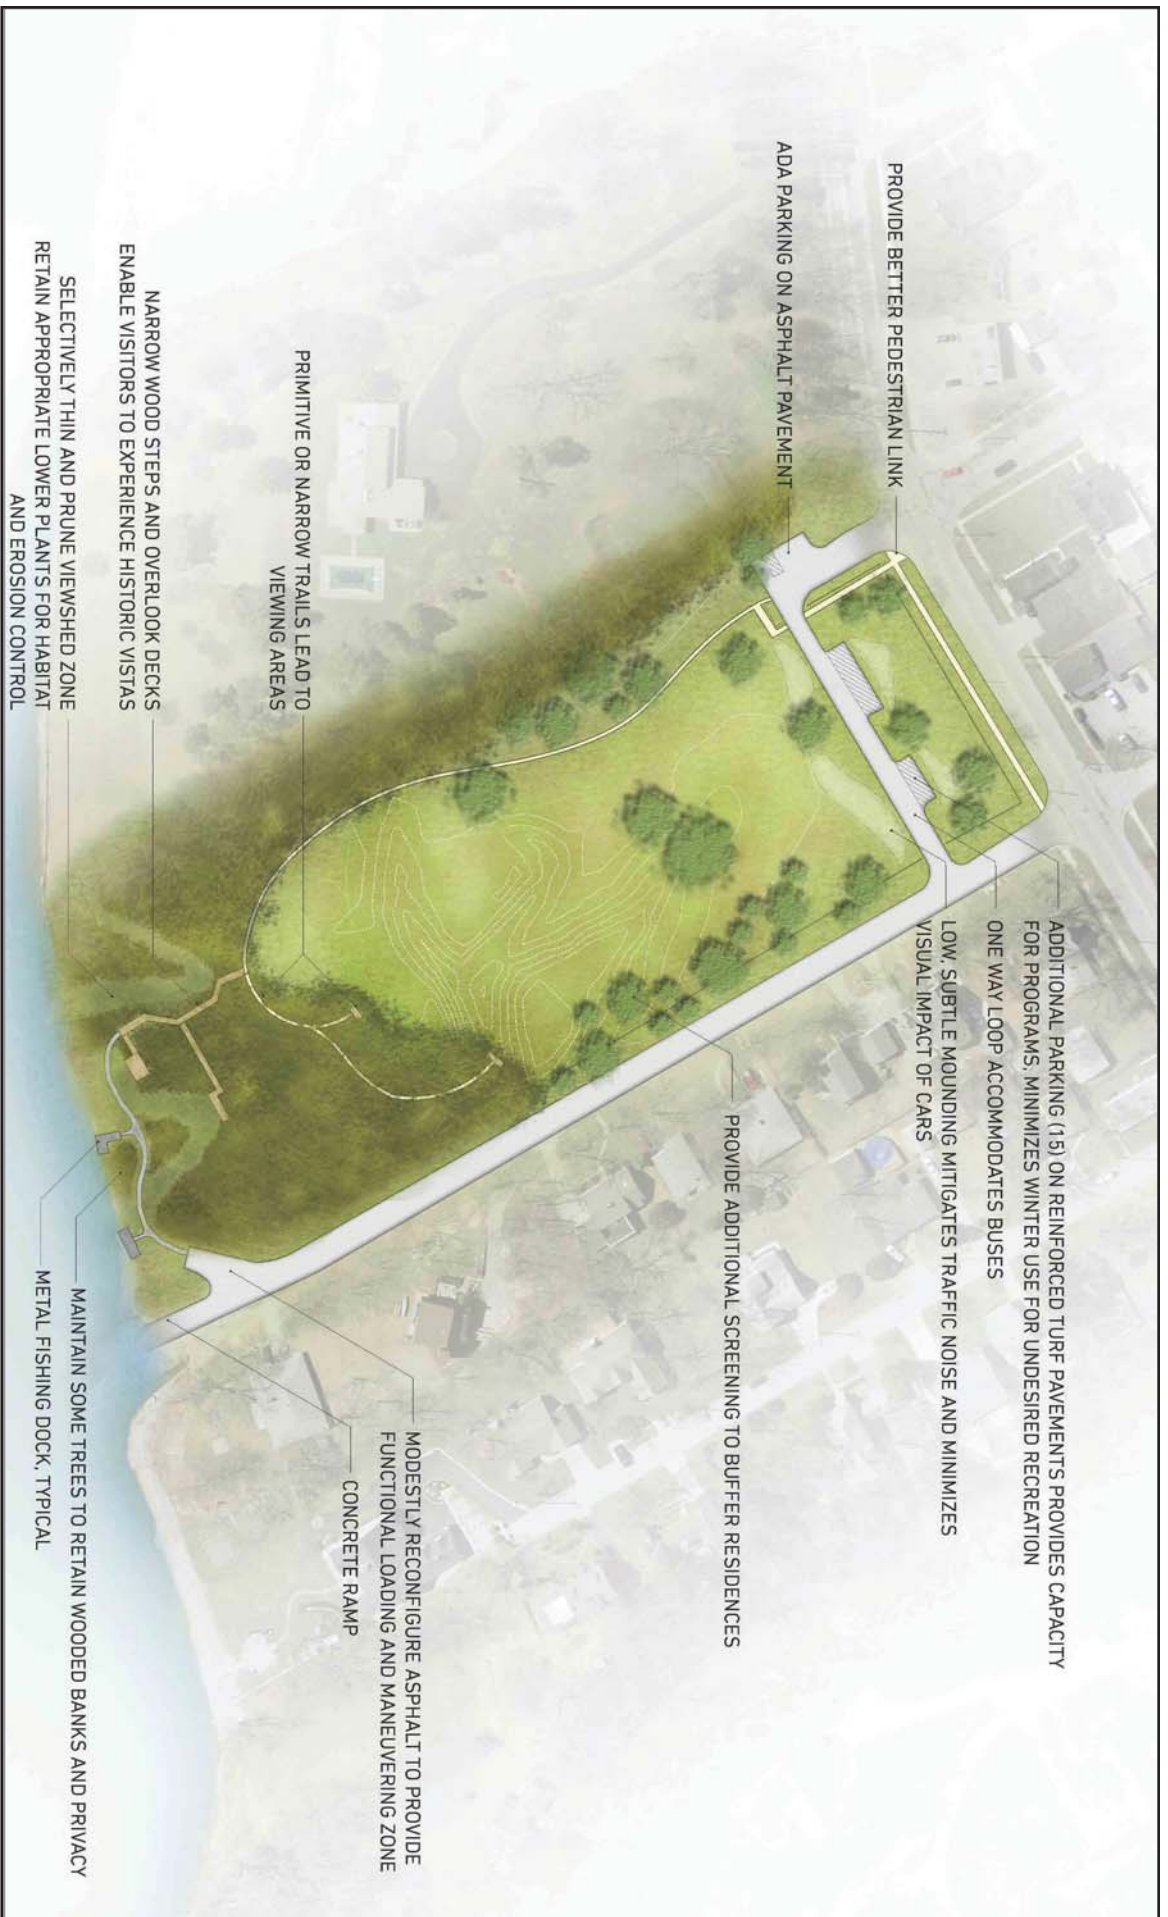 PROVIDE BETTER PEDESTRIAN LINK
ADA PARKING ON ASPHALT PAVEMENT
PRIMITIVE OR NARROW TRAILS LEAD TO
VIEWING AREAS
NARROW WOOD STEPS AND OVERLOOK DECKS
ENABLE VISITORS TO EXPERIENCE HISTORIC VISTAS
SELECTIVELY THIN AND PRUNE VIEWSHED ZONE
RETAIN APPROPRIATE LOWER PLANTS FOR HABITAT
AND EROSION CONTROL
ADDITIONAL PARKING (15) ON REINFORCED TURF PAVEMENTS PROVIDES CAPACITY
FOR PROGRAMS, MINIMIZES WINTER USE FOR UNDESIRED RECREATION
ONE WAY LOOP ACCOMMODATES BUSES
LOW, SUBTLE MOUNDING MITIGATES TRAFFIC NOISE AND MINIMIZES
VISUAL IMPACT OF CARS
PROVIDE ADDITIONAL SCREENING TO BUFFER RESIDENCES
MODESTLY RECONFIGURE ASPHALT TO PROVIDE
FUNCTIONAL LOADING AND MANEUVERING ZONE
CONCRETE RAMP
MAINTAIN SOME TREES TO RETAIN WOODED BANKS AND PRIVACY
METAL FISHING DOCK, TYPICAL